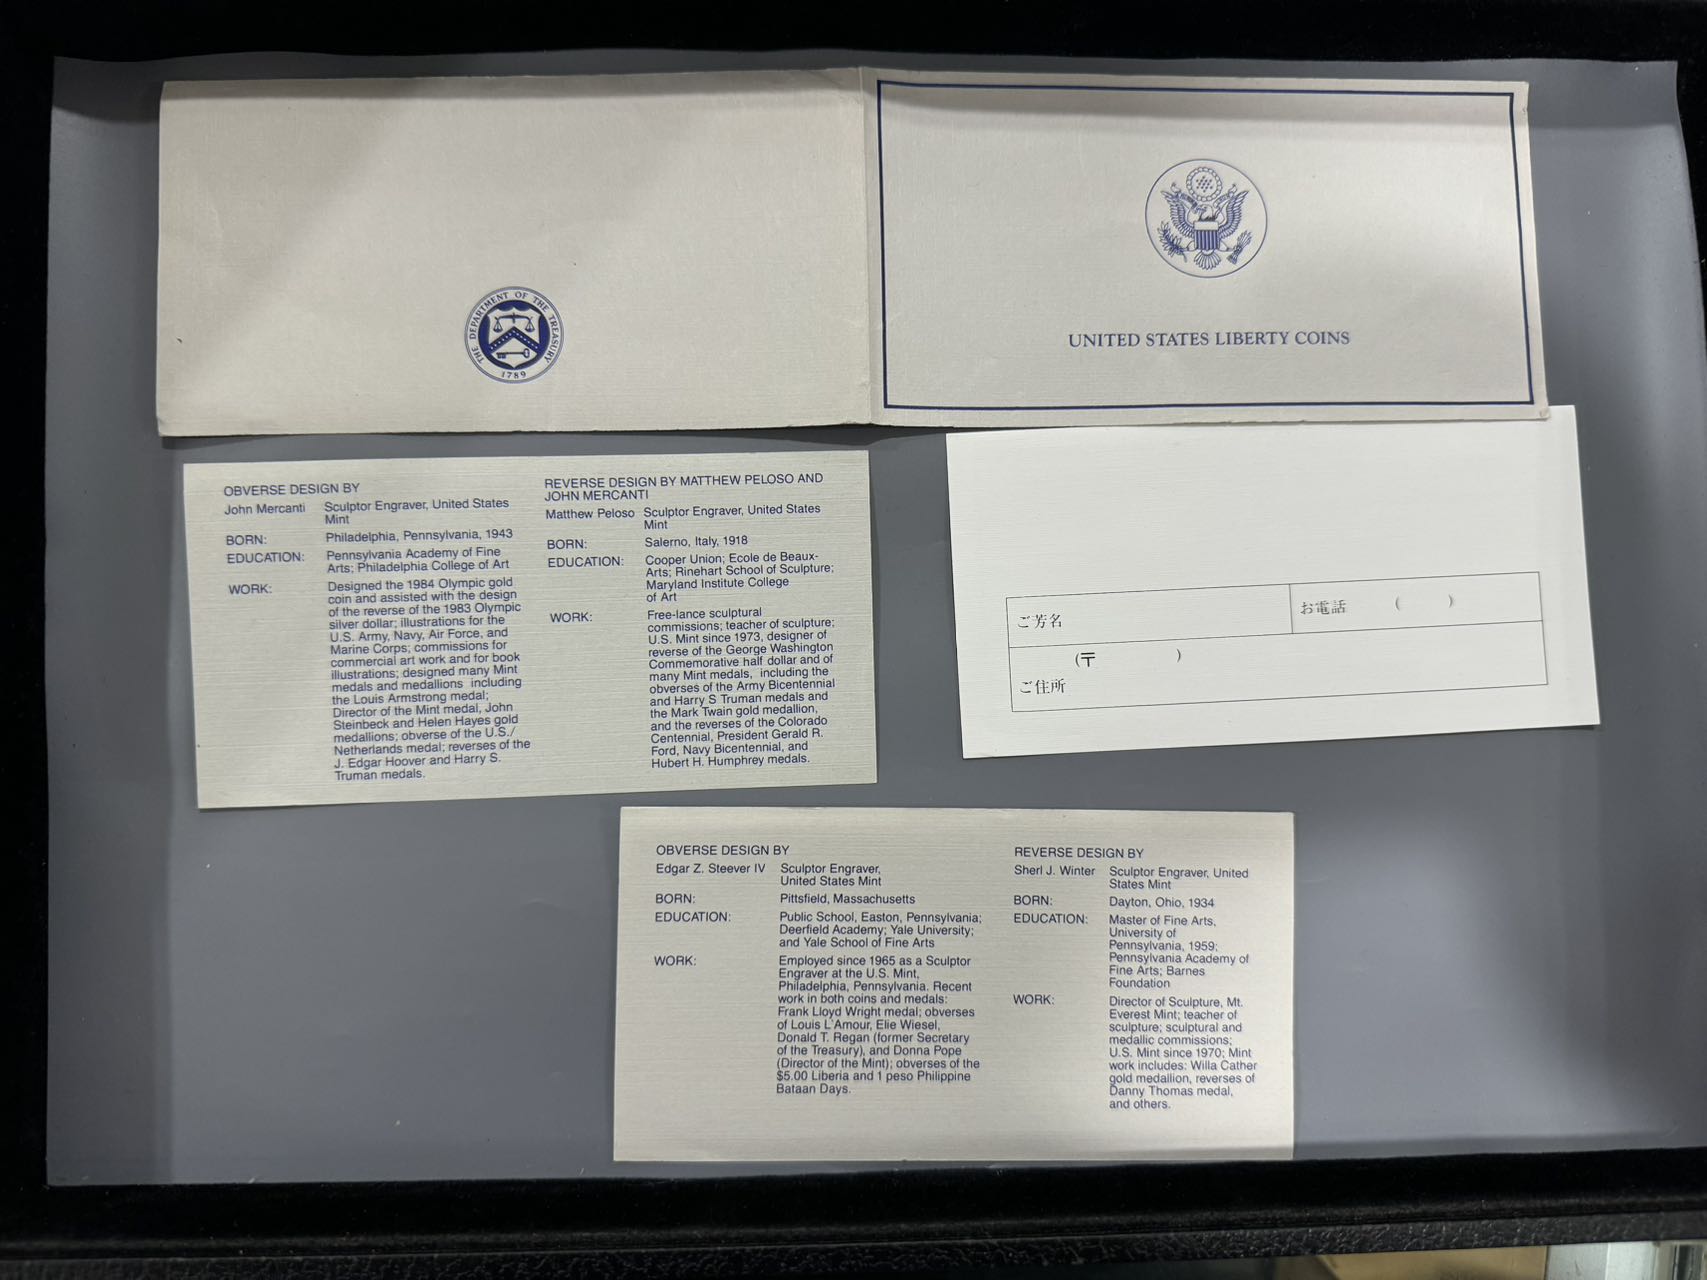 THE DEPARTMENT OF THE TREASURY
1789
UNITED STATES LIBERTY COINS
OBVERSE DESIGN BY
John Mercanti Sculptor Engraver, United States
Mint
BORN: Philadelphia, Pennsylvania, 1943
EDUCATION: Pennsylvania Academy of Fine
Arts; Philadelphia College of Art
WORK: Designed the 1984 Olympic gold
coin and assisted with the design
of the reverse of the 1983 Olympic
silver dollar; illustrations for the
U.S. Army, Navy, Air Force, and
Marine Corps; commissions for
commercial art work and for book
illustrations; designed many Mint
medals and medallions including
the Louis Armstrong medal;
Director of the Mint medal, John
Steinbeck and Helen Hayes gold
medallions; obverse of the U.S./
Netherlands medal; reverses of the
J. Edgar Hoover and Harry S.
Truman medals.
REVERSE DESIGN BY MATTHEW PELOSO AND
JOHN MERCANTI
Matthew Peloso Sculptor Engraver, United States
Mint
BORN: Salerno, Italy, 1918
EDUCATION: Cooper Union; Ecole de Beaux-
Arts; Rinehart School of Sculpture;
Maryland Institute College
of Art
WORK: Free-lance sculptural
commissions; teacher of sculpture;
U.S. Mint since 1973, designer of
reverse of the George Washington
Commemorative half dollar and of
many Mint medals, including the
obverses of the Army Bicentennial
and Harry S Truman medals and
the Mark Twain gold medallion,
and the reverses of the Colorado
Centennial, President Gerald R.
Ford, Navy Bicentennial, and
Hubert H. Humphrey medals.
ご芳名
お電話 ( )
(〒 )
ご住所
OBVERSE DESIGN BY
Edgar Z. Steever IV Sculptor Engraver,
United States Mint
BORN: Pittsfield, Massachusetts
EDUCATION: Public School, Easton, Pennsylvania;
Deerfield Academy; Yale University;
and Yale School of Fine Arts
WORK: Employed since 1965 as a Sculptor
Engraver at the U.S. Mint,
Philadelphia, Pennsylvania. Recent
work in both coins and medals:
Frank Lloyd Wright medal; obverses
of Louis L'Amour, Elie Wiesel,
Donald T. Regan (former Secretary
of the Treasury), and Donna Pope
(Director of the Mint); obverses of the
$5.00 Liberia and 1 peso Philippine
Bataan Days.
REVERSE DESIGN BY
Sherl J. Winter Sculptor Engraver, United
States Mint
BORN: Dayton, Ohio, 1934
EDUCATION: Master of Fine Arts,
University of
Pennsylvania, 1959;
Pennsylvania Academy of
Fine Arts; Barnes
Foundation
WORK: Director of Sculpture, Mt.
Everest Mint; teacher of
sculpture; sculptural and
medallic commissions;
U.S. Mint since 1970; Mint
work includes: Willa Cather
gold medallion, reverses of
Danny Thomas medal,
and others.